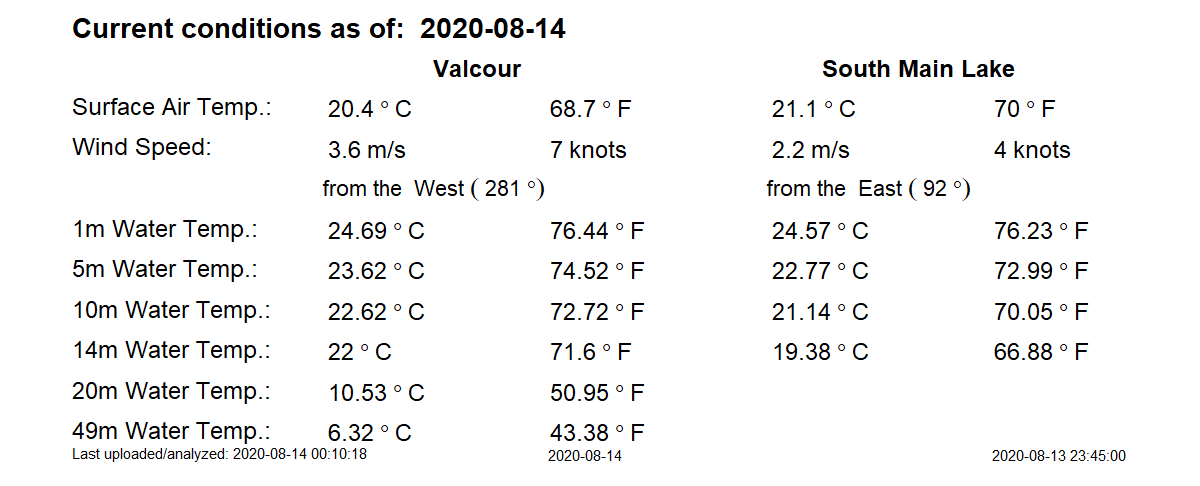 Current conditions as of:  2020-08-14
Valcour South Main Lake
Surface Air Temp.: 20.4 ° C 68.7 ° F 21.1 ° C 70 ° F
Wind Speed: 3.6 m/s 7 knots 2.2 m/s 4 knots
from the  West ( 281 °) from the  East ( 92 °)
1m Water Temp.: 24.69 ° C 76.44 ° F 24.57 ° C 76.23 ° F
5m Water Temp.: 23.62 ° C 74.52 ° F 22.77 ° C 72.99 ° F
10m Water Temp.: 22.62 ° C 72.72 ° F 21.14 ° C 70.05 ° F
14m Water Temp.: 22 ° C 71.6 ° F 19.38 ° C 66.88 ° F
20m Water Temp.: 10.53 ° C 50.95 ° F
49m Water Temp.: 6.32 ° C 43.38 ° F
Last uploaded/analyzed: 2020-08-14 00:10:18 2020-08-14 2020-08-13 23:45:00